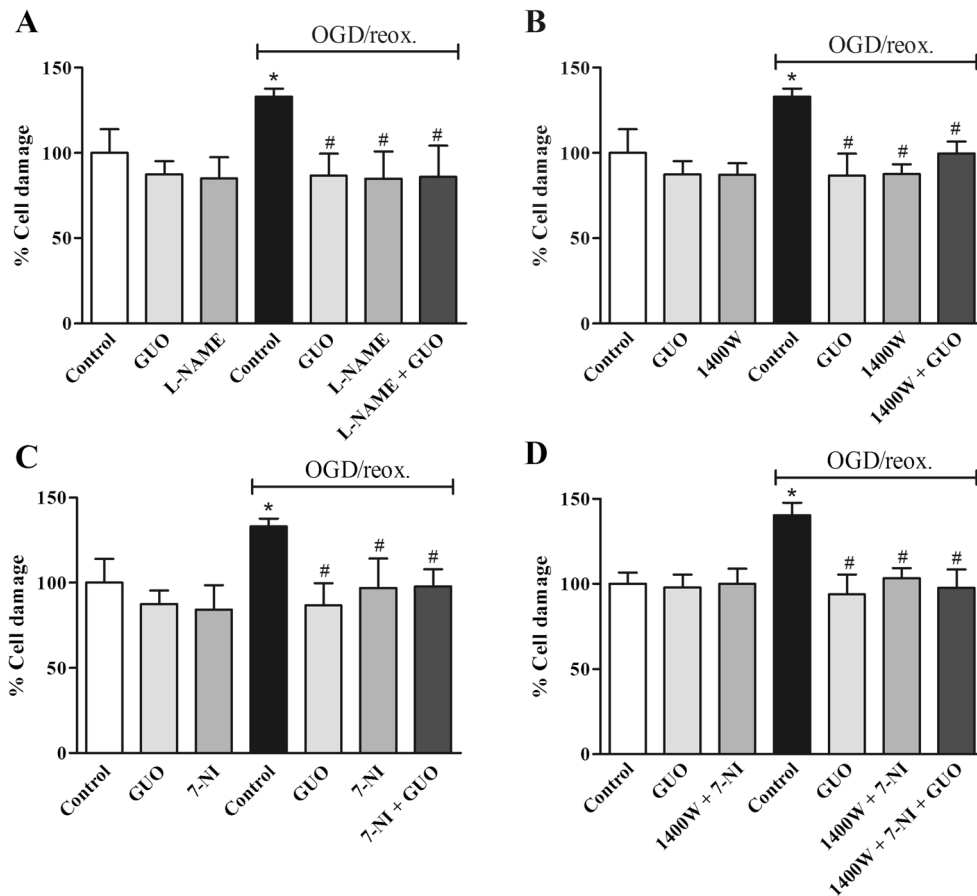 A
OGD/reox.
% Cell damage
150
*
100
# # #
50
0
Control GUO L-NAME Control GUO L-NAME L-NAME + GUO
B
OGD/reox.
% Cell damage
150
*
100
# # #
50
0
Control GUO 1400W Control GUO 1400W 1400W + GUO
C
OGD/reox.
% Cell damage
150
*
100
# # #
50
0
Control GUO 7-NI Control GUO 7-NI 7-NI + GUO
D
OGD/reox.
% Cell damage
150
*
100
# # #
50
0
Control GUO 1400W + 7-NI Control GUO 1400W + 7-NI 1400W + 7-NI + GUO